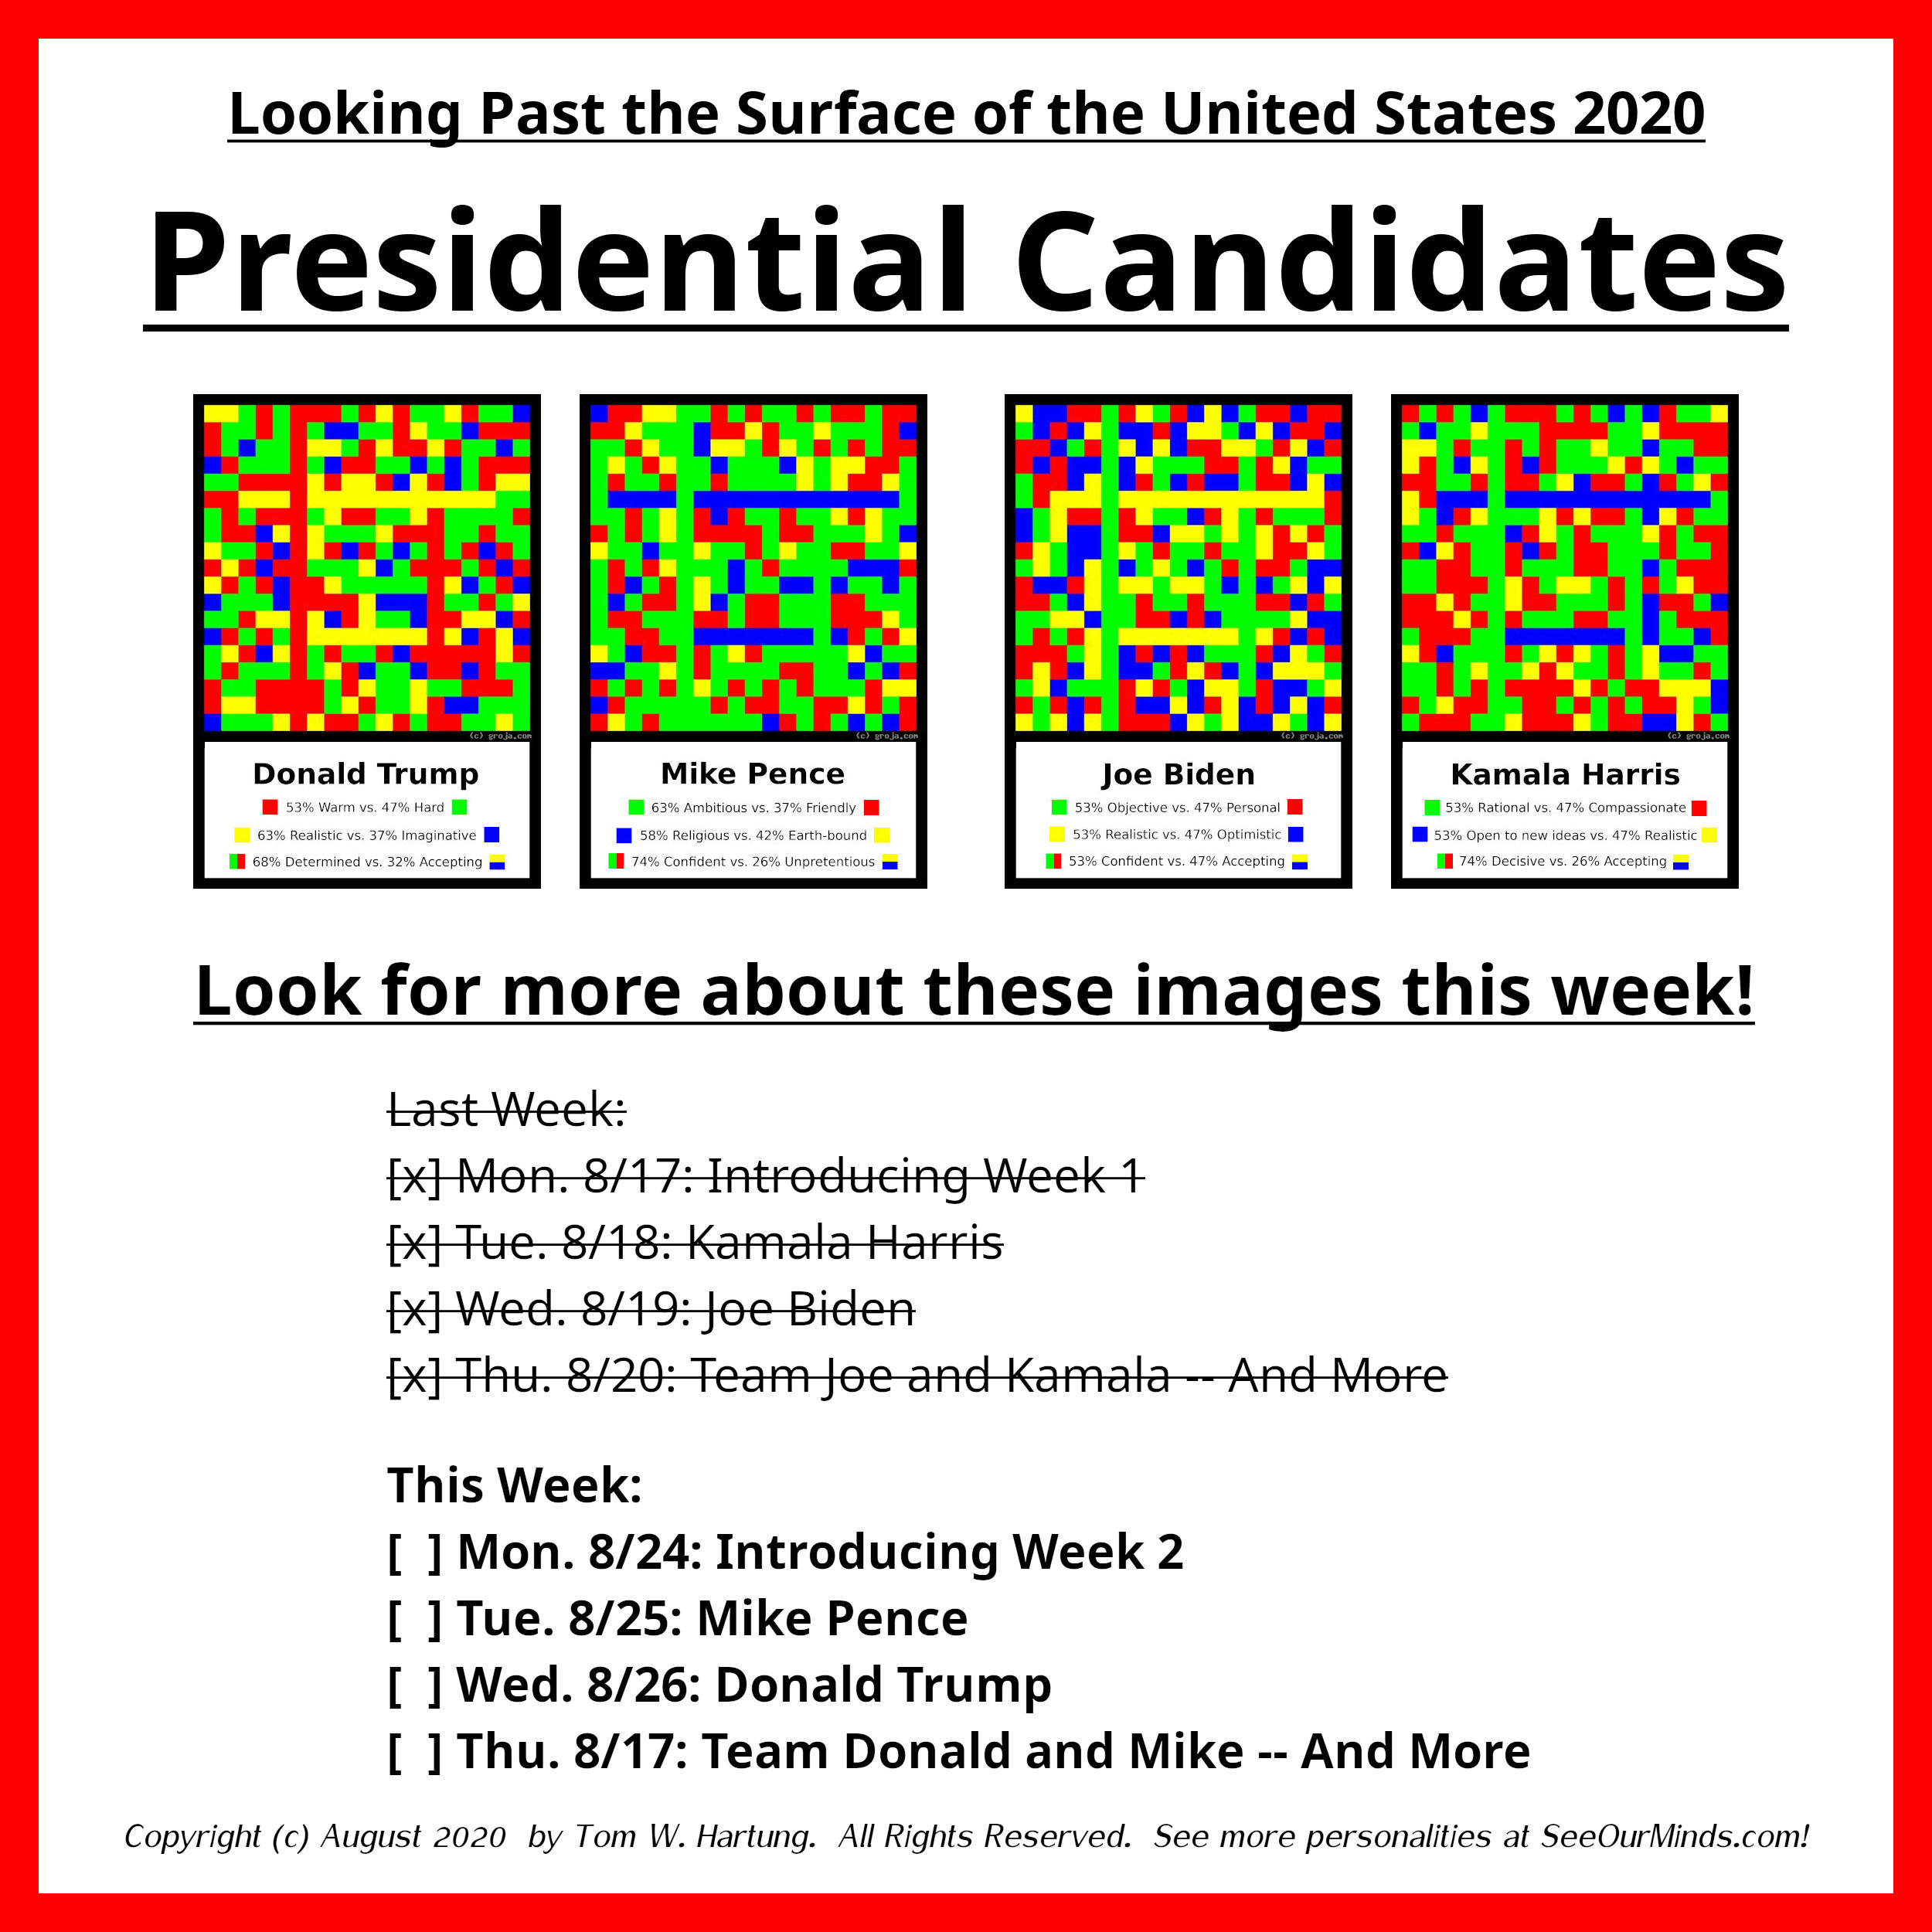 Looking Past the Surface of the United States 2020
Presidential Candidates
(c) groja.com
Donald Trump
53% Warm vs. 47% Hard
63% Realistic vs. 37% Imaginative
68% Determined vs. 32% Accepting
(c) groja.com
Mike Pence
63% Ambitious vs. 37% Friendly
58% Religious vs. 42% Earth-bound
74% Confident vs. 26% Unpretentious
(c) groja.com
Joe Biden
53% Objective vs. 47% Personal
53% Realistic vs. 47% Optimistic
53% Confident vs. 47% Accepting
(c) groja.com
Kamala Harris
53% Rational vs. 47% Compassionate
53% Open to new ideas vs. 47% Realistic
74% Decisive vs. 26% Accepting
Look for more about these images this week!
Last Week:
[x] Mon. 8/17: Introducing Week 1
[x] Tue. 8/18: Kamala Harris
[x] Wed. 8/19: Joe Biden
[x] Thu. 8/20: Team Joe and Kamala -- And More
This Week:
[ ] Mon. 8/24: Introducing Week 2
[ ] Tue. 8/25: Mike Pence
[ ] Wed. 8/26: Donald Trump
[ ] Thu. 8/17: Team Donald and Mike -- And More
Copyright (c) August 2020 by Tom W. Hartung. All Rights Reserved. See more personalities at SeeOurMinds.com!